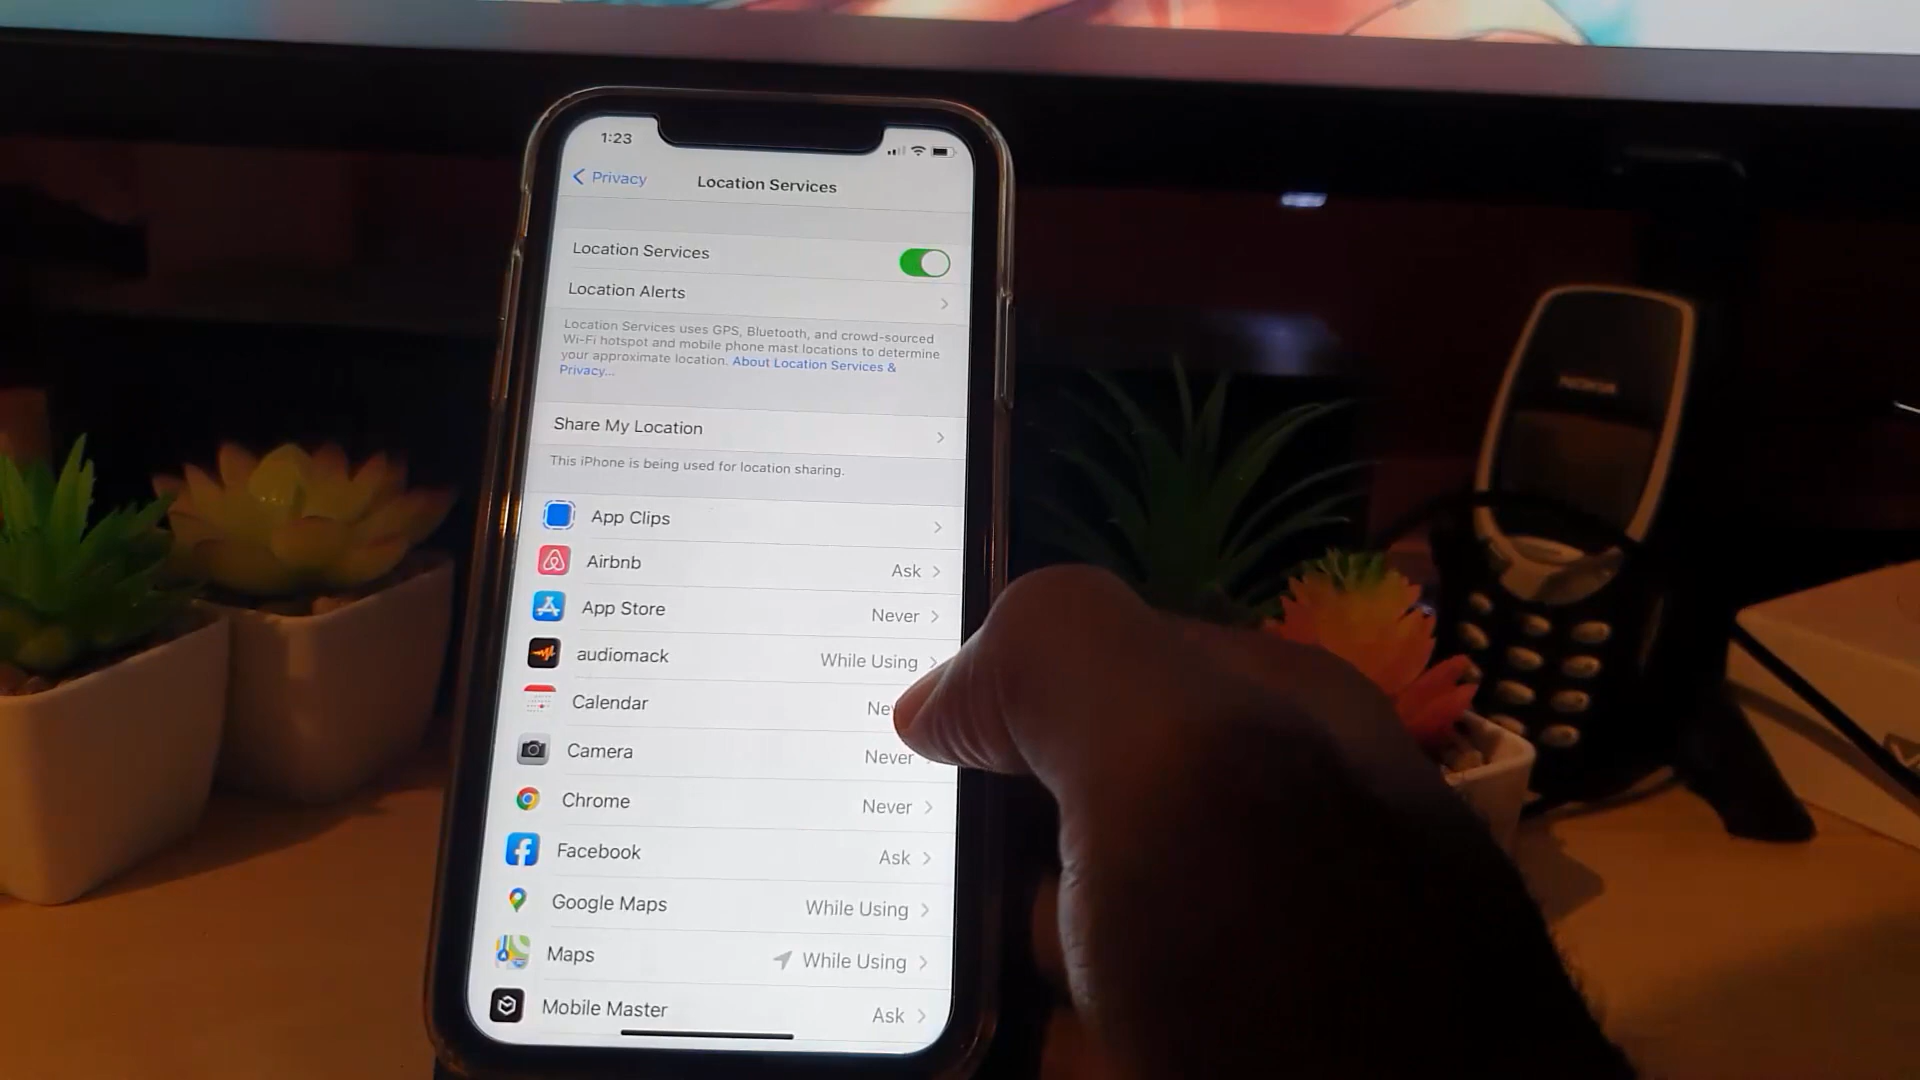 1:23
Privacy
Location Services
Location Services
Location Alerts
Location Services uses GPS, Bluetooth, and crowd-sourced
Wi-Fi hotspot and mobile phone mast locations to determine
your approximate location. About Location Services &
Privacy...
Share My Location
This iPhone is being used for location sharing.
App Clips
Airbnb Ask
App Store Never
audiomack While Using
Calendar Nev
Camera Never
Chrome Never
Facebook Ask
Google Maps While Using
Maps While Using
Mobile Master Ask
NOKIA